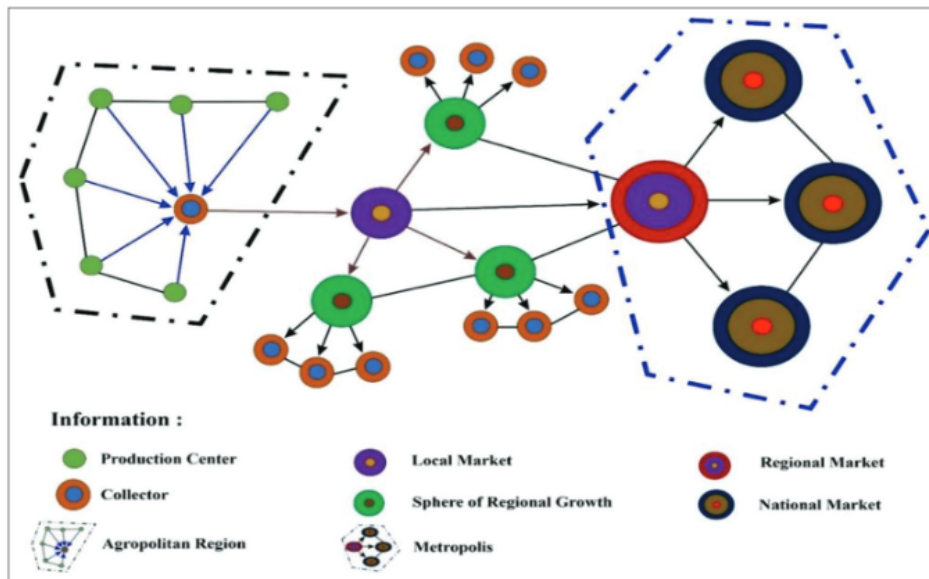 Information :
Production Center
Local Market
Regional Market
Collector
Sphere of Regional Growth
National Market
Agropolitan Region
Metropolis